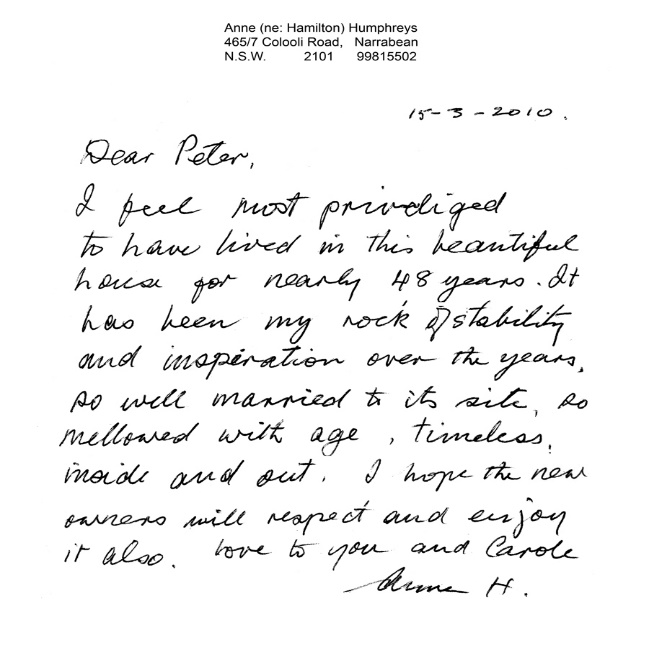 Anne (ne: Hamilton) Humphreys
465/7 Colooli Road, Narrabean
N.S.W. 2101 99815502
15-3-2010.
Dear Peter,
I feel most priviliged
to have lived in this beautiful
house for nearly 48 years. It
has been my rock of stability
and inspiration over the years,
so well married to its site, so
mellowed with age, timeless,
inside and out. I hope the new
owners will respect and enjoy
it also. Love to you and Carole
Anne H.